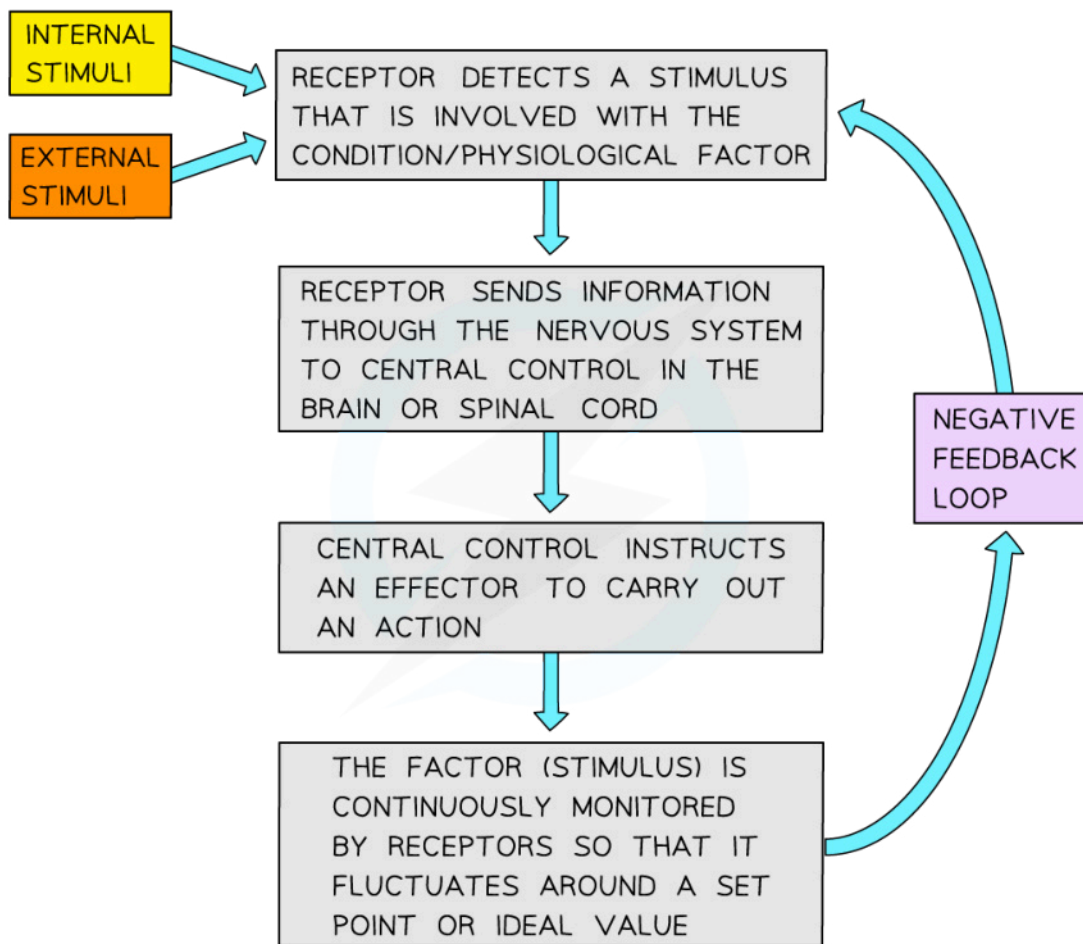 INTERNAL
STIMULI
EXTERNAL
STIMULI
RECEPTOR DETECTS A STIMULUS
THAT IS INVOLVED WITH THE
CONDITION/PHYSIOLOGICAL FACTOR
RECEPTOR SENDS INFORMATION
THROUGH THE NERVOUS SYSTEM
TO CENTRAL CONTROL IN THE
BRAIN OR SPINAL CORD
CENTRAL CONTROL INSTRUCTS
AN EFFECTOR TO CARRY OUT
AN ACTION
THE FACTOR (STIMULUS) IS
CONTINUOUSLY MONITORED
BY RECEPTORS SO THAT IT
FLUCTUATES AROUND A SET
POINT OR IDEAL VALUE
NEGATIVE
FEEDBACK
LOOP